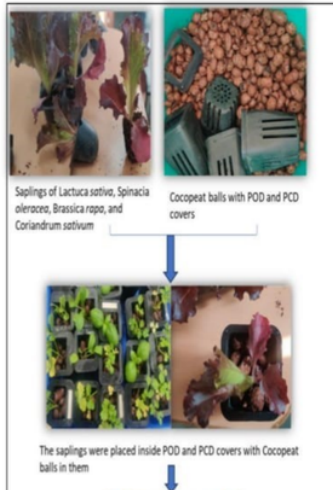 Saplings of Lactuca sativa, Spinacia
oleracea, Brassica rapa, and
Coriandrum sativum
Cocopeat balls with POD and PCD
covers
The saplings were placed inside POD and PCD covers with Cocopeat
balls in them